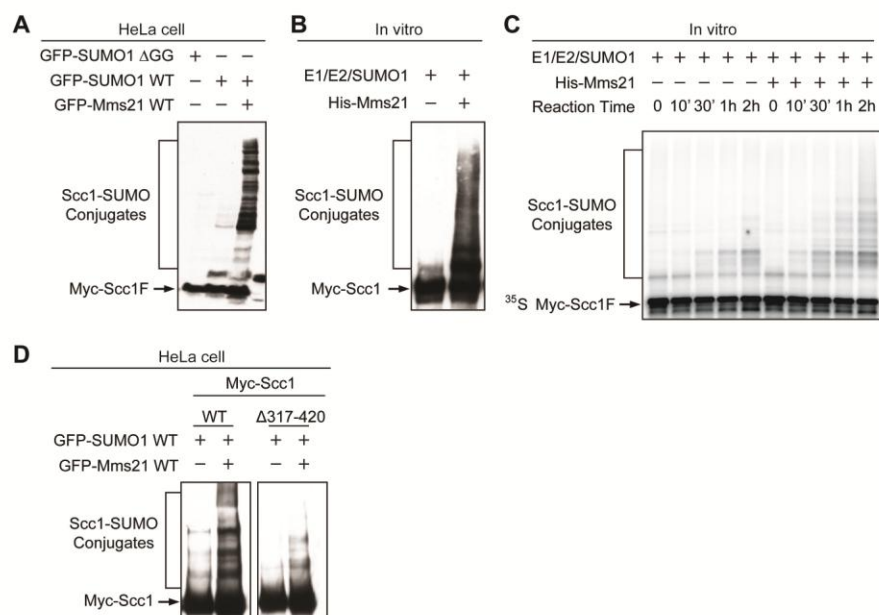 A
HeLa cell
GFP-SUMO1 ΔGG + – –
GFP-SUMO1 WT – + +
GFP-Mms21 WT – – +
Scc1-SUMO
Conjugates
Myc-Scc1F
B
In vitro
E1/E2/SUMO1 + +
His-Mms21 – +
Scc1-SUMO
Conjugates
Myc-Scc1
C
In vitro
E1/E2/SUMO1 + + + + + + + + + +
His-Mms21 – – – – – + + + + +
Reaction Time 0 10' 30' 1h 2h 0 10' 30' 1h 2h
Scc1-SUMO
Conjugates
35S Myc-Scc1F
D
HeLa cell
Myc-Scc1
WT Δ317-420
GFP-SUMO1 WT + + + +
GFP-Mms21 WT – + – +
Scc1-SUMO
Conjugates
Myc-Scc1